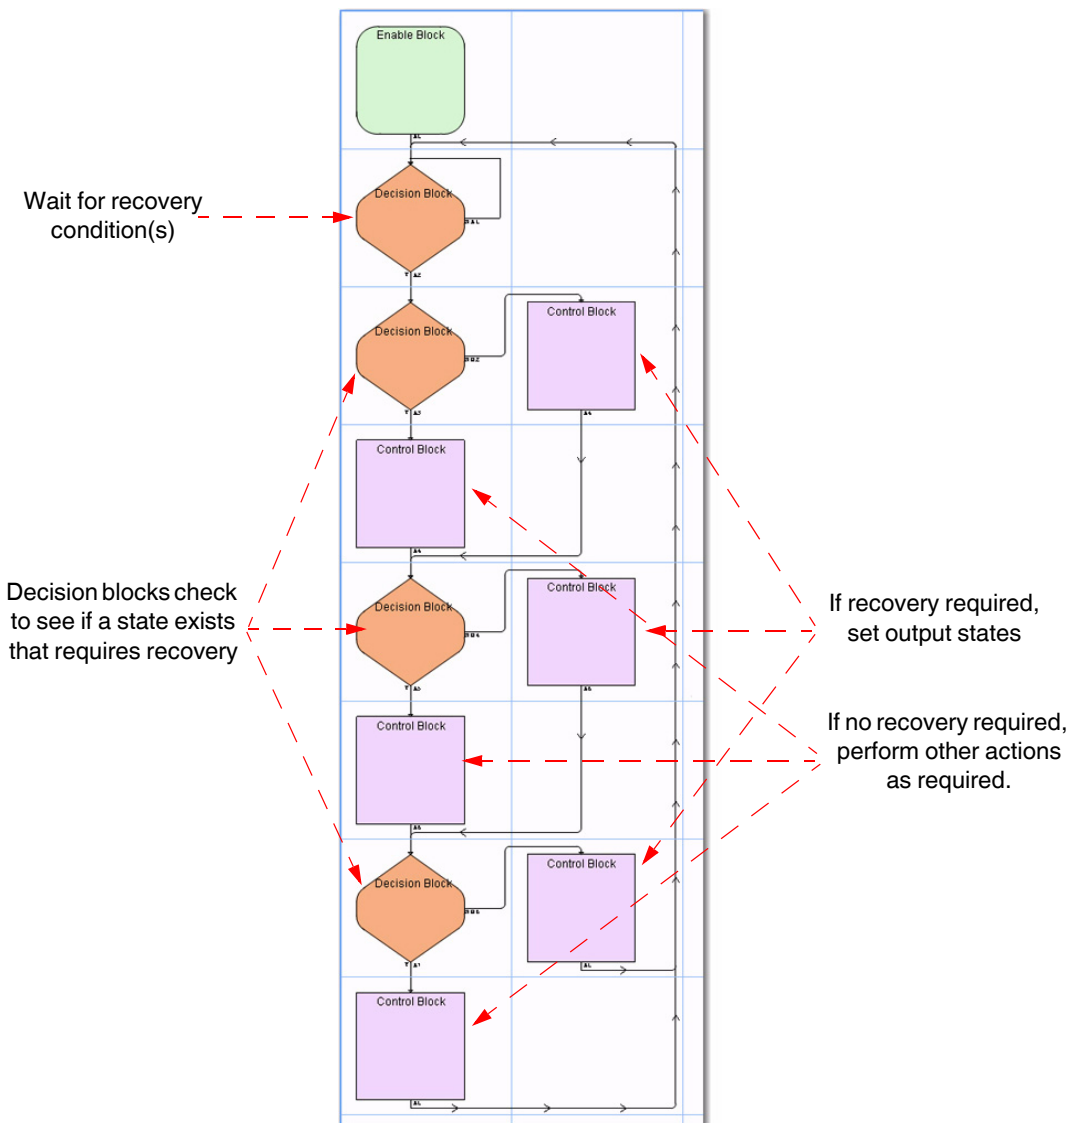 Enable Block
Decision Block
Wait for recovery
condition(s)
Decision Block
Control Block
Control Block
Decision blocks check
to see if a state exists
that requires recovery
Decision Block
Control Block
If recovery required,
set output states
Control Block
If no recovery required,
perform other actions
as required.
Decision Block
Control Block
Control Block